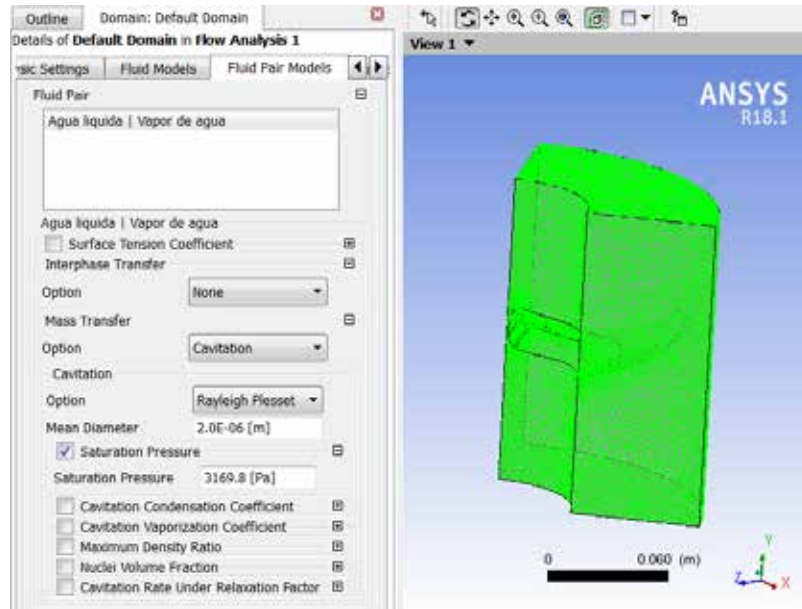 Outline Domain: Default Domain
Details of Default Domain in Flow Analysis 1
sic Settings Fluid Models Fluid Pair Models
Fluid Pair
Agua liquida | Vapor de agua
Agua liquida | Vapor de agua
Surface Tension Coefficient
Interphase Transfer
Option None
Mass Transfer
Option Cavitation
Cavitation
Option Rayleigh Plesset
Mean Diameter 2.0E-06 [m]
Saturation Pressure
Saturation Pressure 3169.8 [Pa]
Cavitation Condensation Coefficient
Cavitation Vaporization Coefficient
Maximum Density Ratio
Nuclei Volume Fraction
Cavitation Rate Under Relaxation Factor
View 1
ANSYS
R18.1
0 0.060 (m)
Y
Z X